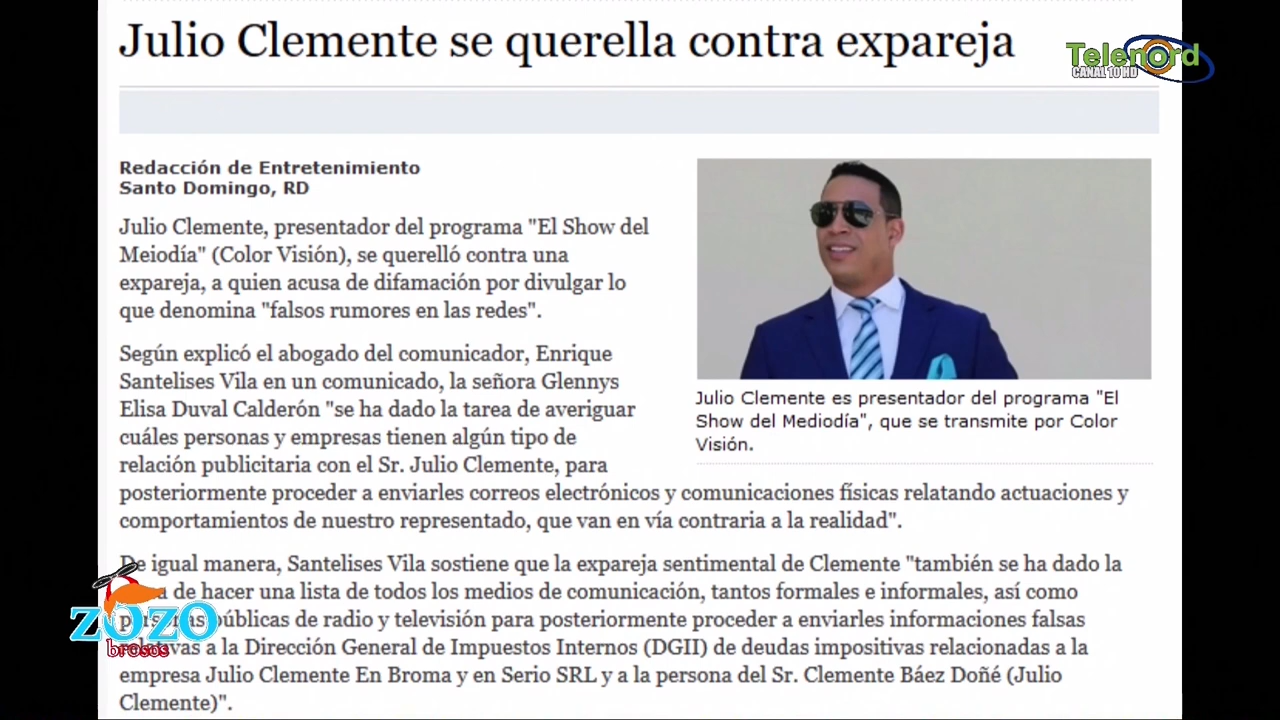 Julio Clemente se querella contra expareja
Telenord
CANAL 10 HD
Redacción de Entretenimiento
Santo Domingo, RD
Julio Clemente, presentador del programa "El Show del
Meiodía" (Color Visión), se querelló contra una
expareja, a quien acusa de difamación por divulgar lo
que denomina "falsos rumores en las redes".
Según explicó el abogado del comunicador, Enrique
Santelises Vila en un comunicado, la señora Glennys
Elisa Duval Calderón "se ha dado la tarea de averiguar
cuáles personas y empresas tienen algún tipo de
relación publicitaria con el Sr. Julio Clemente, para
posteriormente proceder a enviarles correos electrónicos y comunicaciones físicas relatando actuaciones y
comportamientos de nuestro representado, que van en vía contraria a la realidad".
Julio Clemente es presentador del programa "El
Show del Mediodía", que se transmite por Color
Visión.
De igual manera, Santelises Vila sostiene que la expareja sentimental de Clemente "también se ha dado la
de hacer una lista de todos los medios de comunicación, tantos formales e informales, así como
públicas de radio y televisión para posteriormente proceder a enviarles informaciones falsas
relativas a la Dirección General de Impuestos Internos (DGII) de deudas impositivas relacionadas a la
empresa Julio Clemente En Broma y en Serio SRL y a la persona del Sr. Clemente Báez Doñé (Julio
Clemente)".
ZOZO
brosos